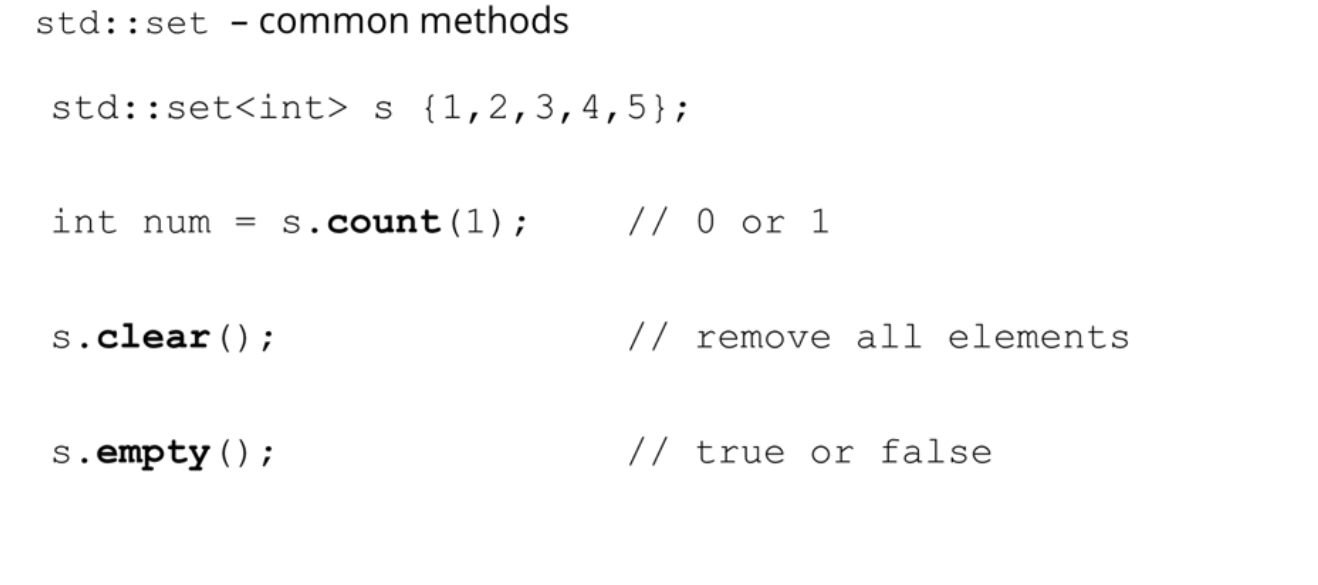 std::set – common methods
std::set<int> s {1,2,3,4,5};
int num = s.count(1); // 0 or 1
s.clear(); // remove all elements
s.empty(); // true or false